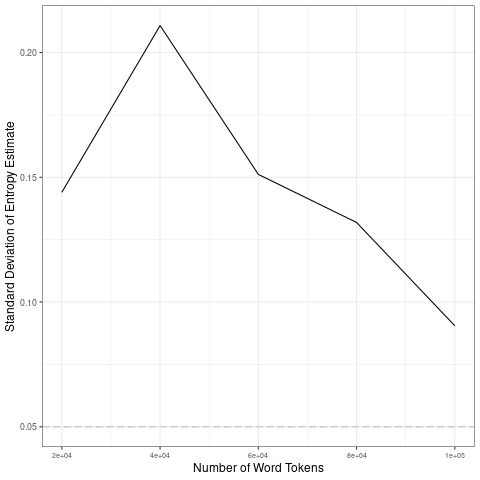 Standard Deviation of Entropy Estimate
0.20
0.15
0.10
0.05
2e+04 4e+04 6e+04 8e+04 1e+05
Number of Word Tokens